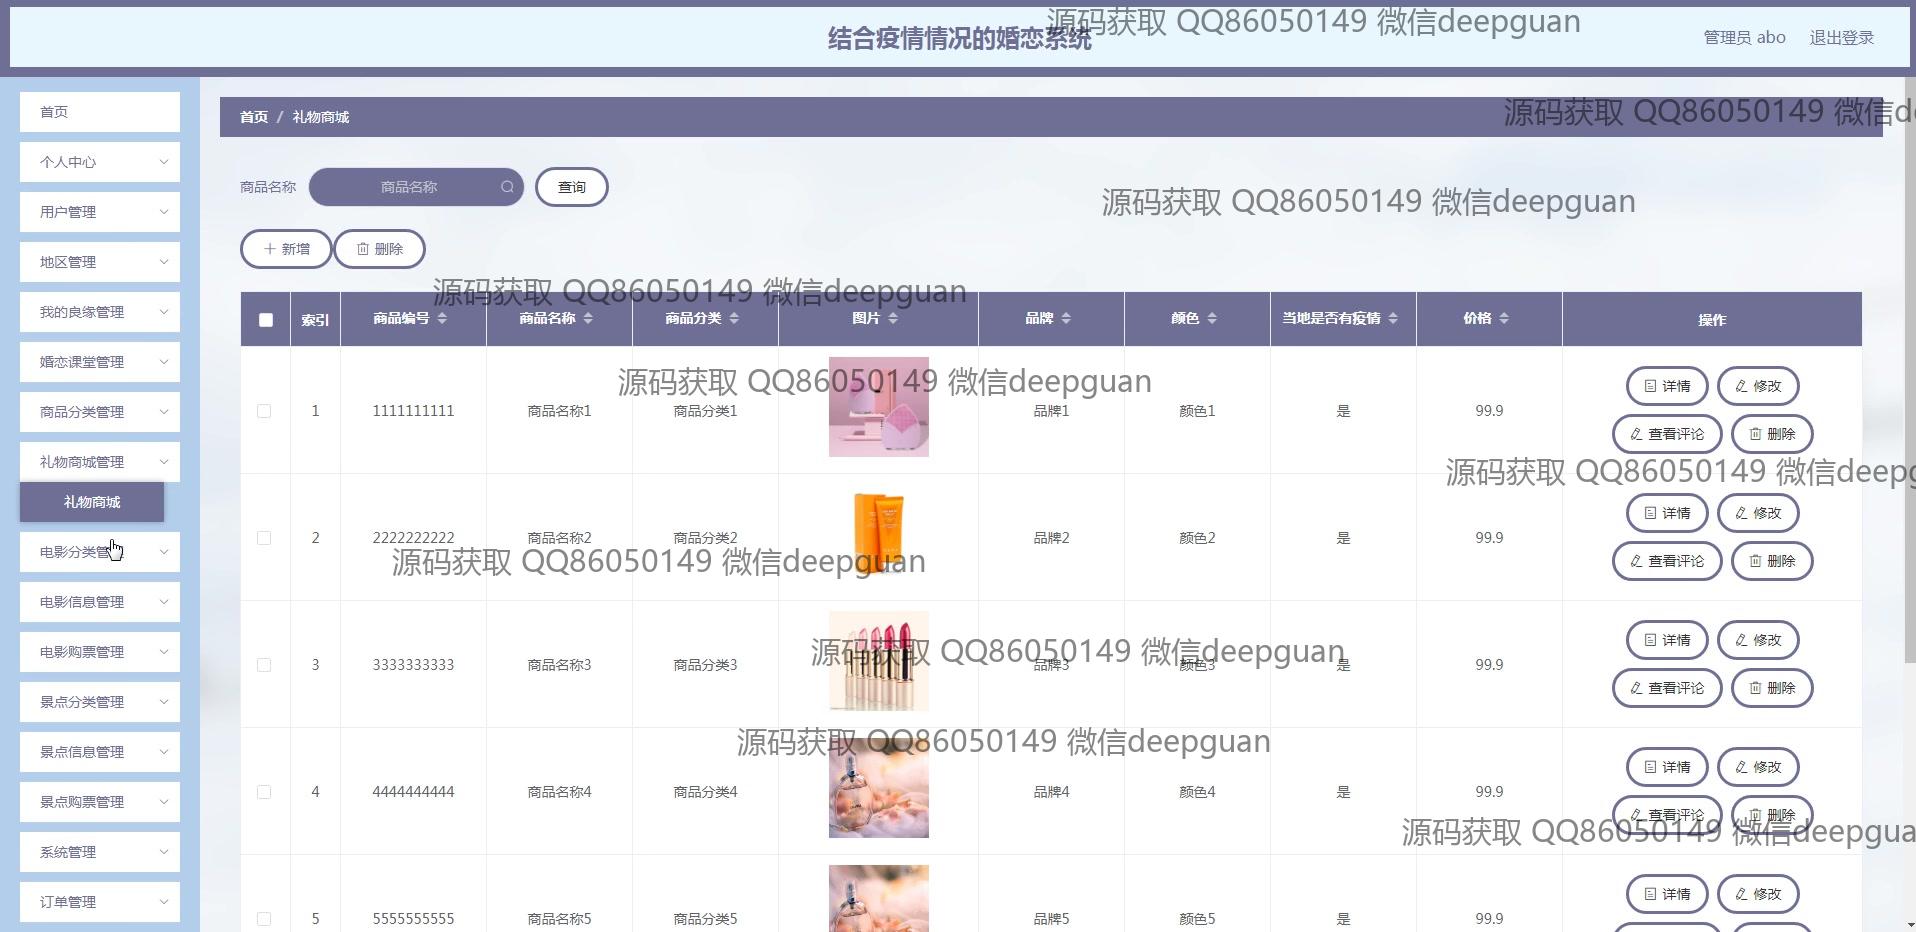 源码获取 QQ86050149 微信deepguan
结合疫情情况的婚恋系统
管理员 abo
退出登录
首页
个人中心
用户管理
地区管理
我的良缘管理
婚恋课堂管理
商品分类管理
礼物商城管理
礼物商城
电影分类管
电影信息管理
电影购票管理
景点分类管理
景点信息管理
景点购票管理
系统管理
订单管理
首页 / 礼物商城
源码获取 QQ86050149 微信d
商品名称 商品名称 查询
源码获取 QQ86050149 微信deepguan
新增 删除
源码获取 QQ86050149 微信deepguan
索引 商品编号 商品名称 商品分类 图片 品牌 颜色 当地是否有疫情 价格 操作
源码获取 QQ86050149 微信deepguan
1 1111111111 商品名称1 商品分类1 品牌1 颜色1 是 99.9 详情 修改
查看评论 删除
源码获取 QQ86050149 微信deepg
2 2222222222 商品名称2 商品分类2 品牌2 颜色2 是 99.9 详情 修改
查看评论 删除
源码获取 QQ86050149 微信deepguan
3 3333333333 商品名称3 商品分类3 品牌3 颜色3 是 99.9 详情 修改
查看评论 删除
源码获取 QQ86050149 微信deepguan
源码获取 QQ86050149 微信deepguan
4 4444444444 商品名称4 商品分类4 品牌4 颜色4 是 99.9 详情 修改
查看评论 删除
源码获取 QQ86050149 微信deepgua
5 5555555555 商品名称5 商品分类5 品牌5 颜色5 是 99.9 详情 修改